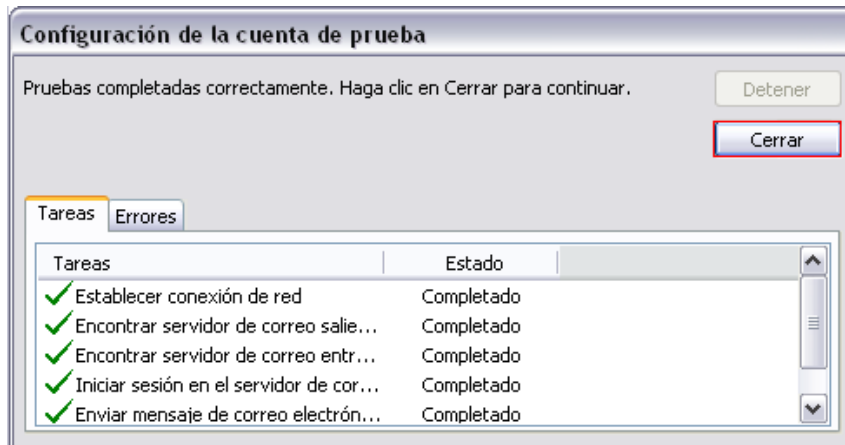 Configuración de la cuenta de prueba
Pruebas completadas correctamente. Haga clic en Cerrar para continuar.
Detener
Cerrar
Tareas Errores
Tareas Estado
Establecer conexión de red Completado
Encontrar servidor de correo salie... Completado
Encontrar servidor de correo entr... Completado
Iniciar sesión en el servidor de cor... Completado
Enviar mensaje de correo electrón... Completado